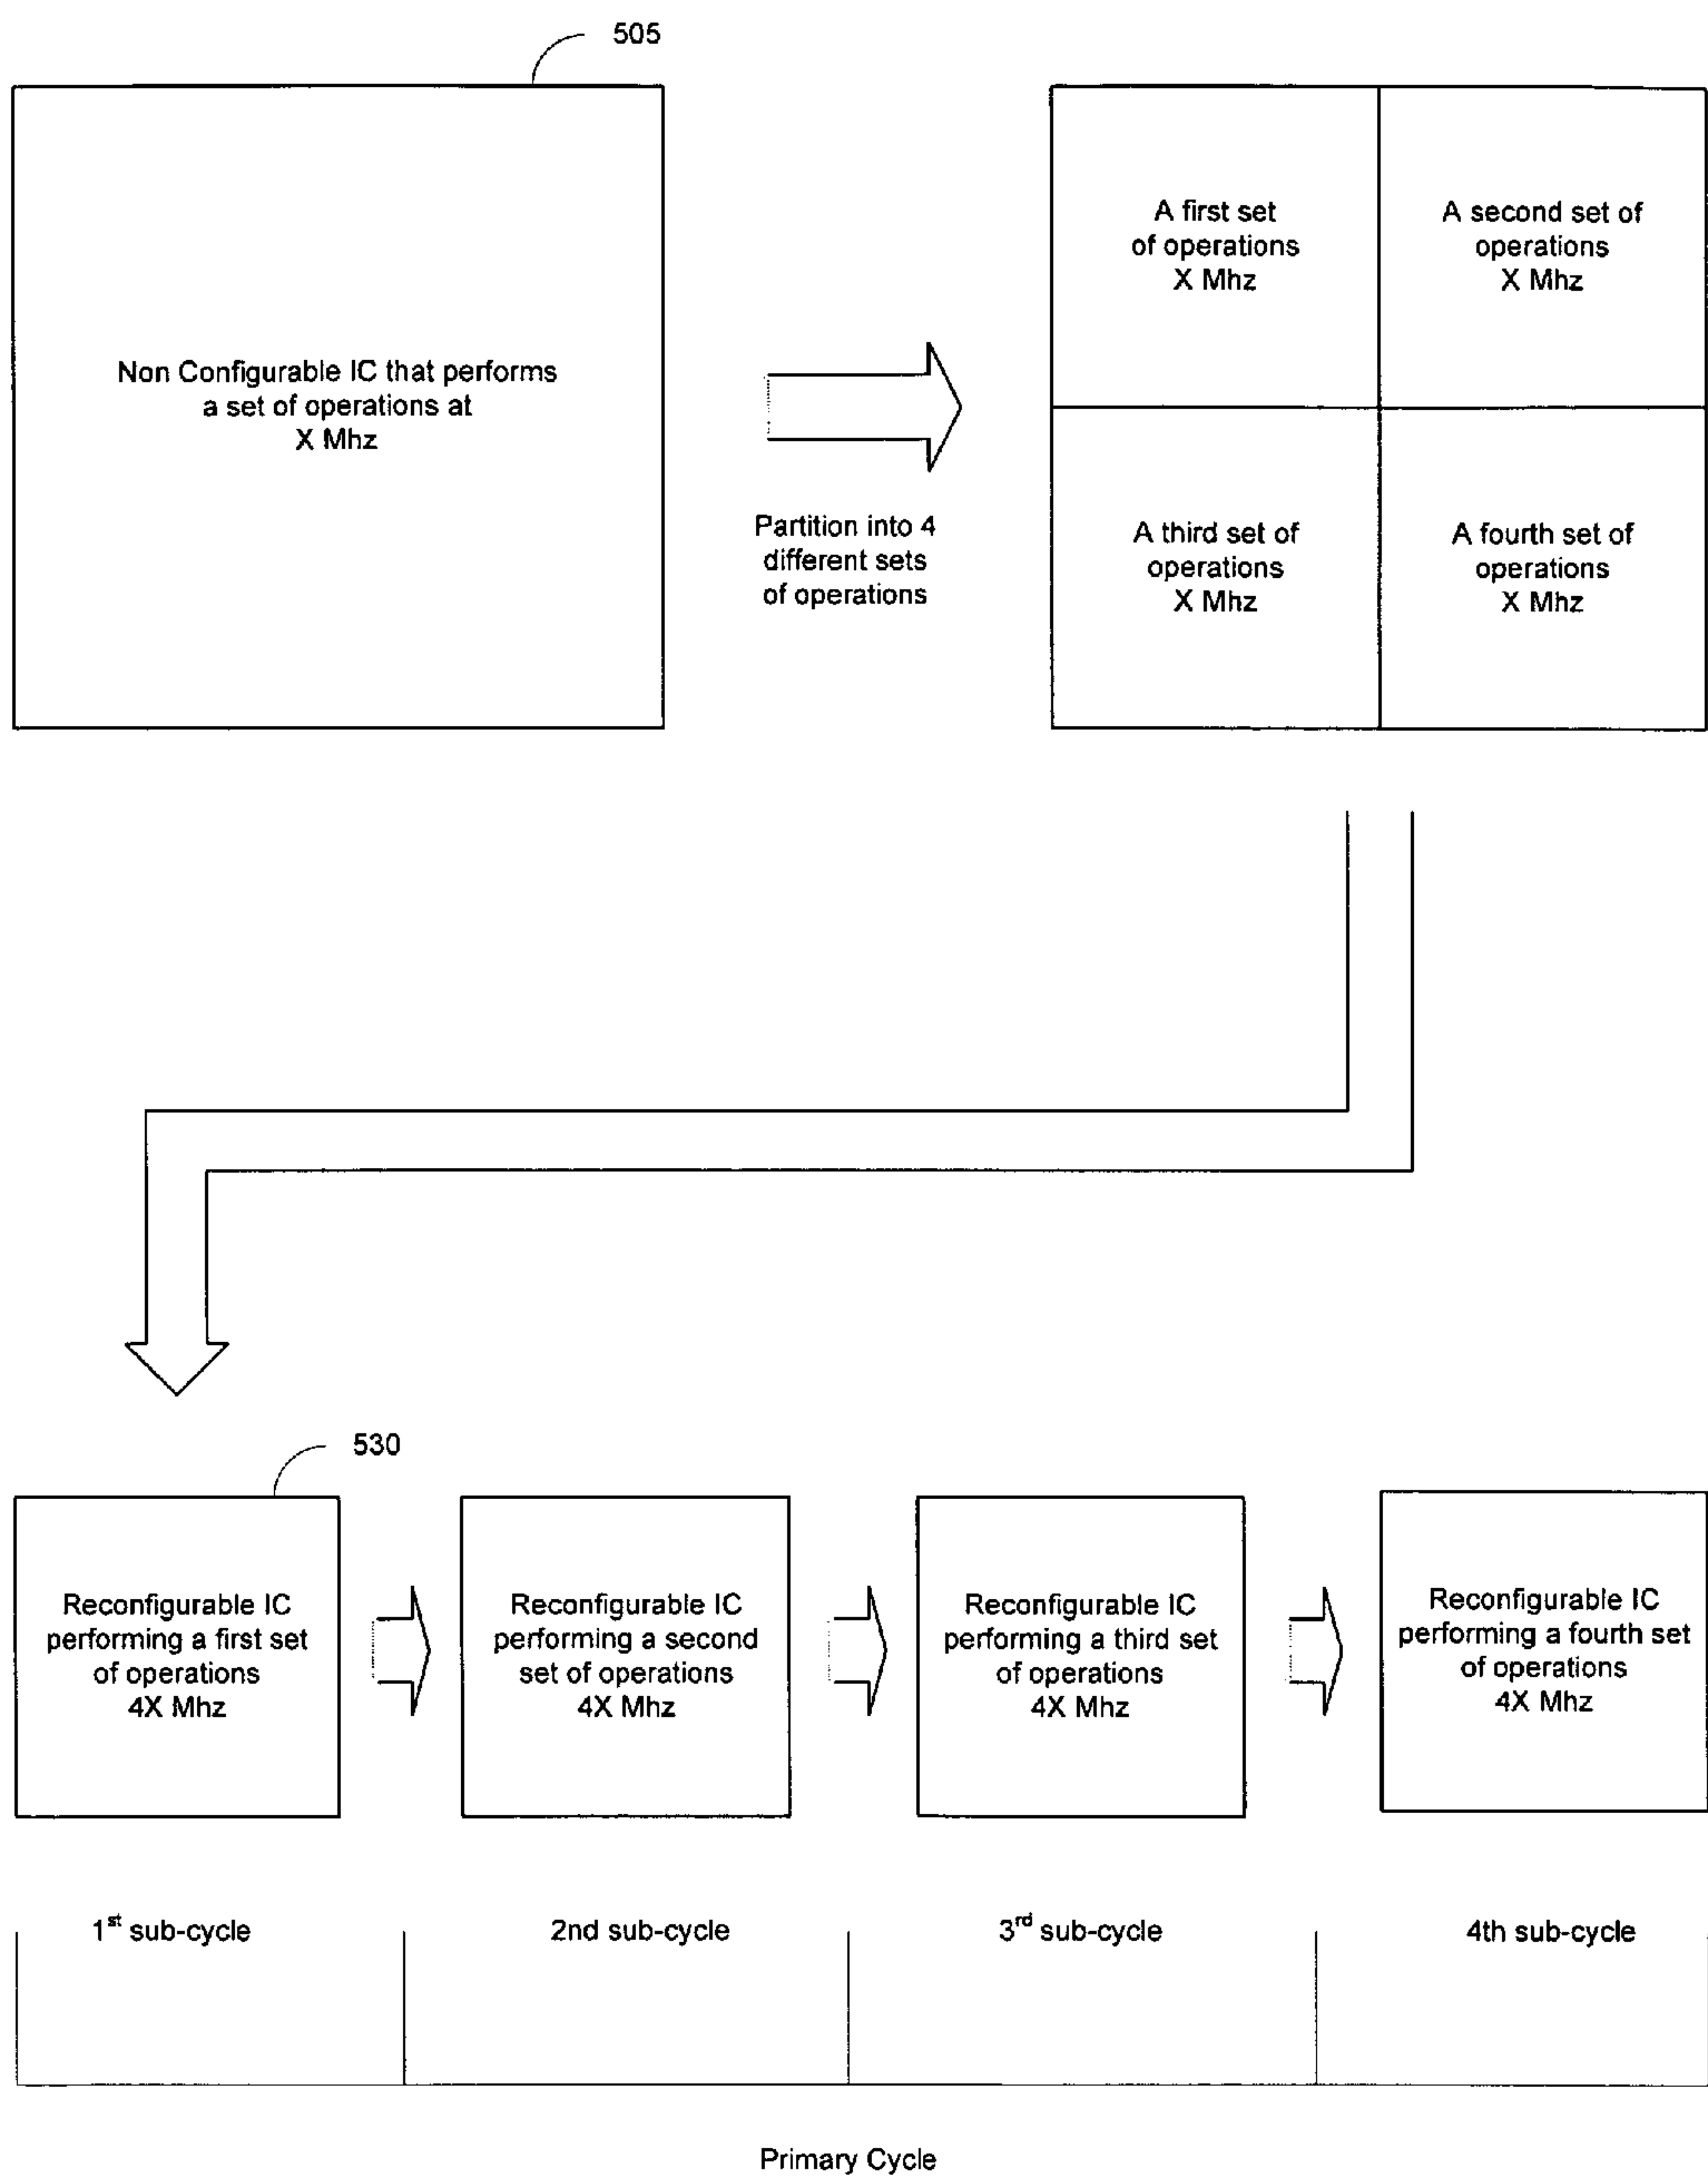 505
Non Configurable IC that performs
a set of operations at
X Mhz
Partition into 4
different sets
of operations
A first set
of operations
X Mhz
A second set of
operations
X Mhz
A third set of
operations
X Mhz
A fourth set of
operations
X Mhz
530
Reconfigurable IC
performing a first set
of operations
4X Mhz
Reconfigurable IC
performing a second
set of operations
4X Mhz
Reconfigurable IC
performing a third set
of operations
4X Mhz
Reconfigurable IC
performing a fourth set
of operations
4X Mhz
1st sub-cycle
2nd sub-cycle
3rd sub-cycle
4th sub-cycle
Primary Cycle